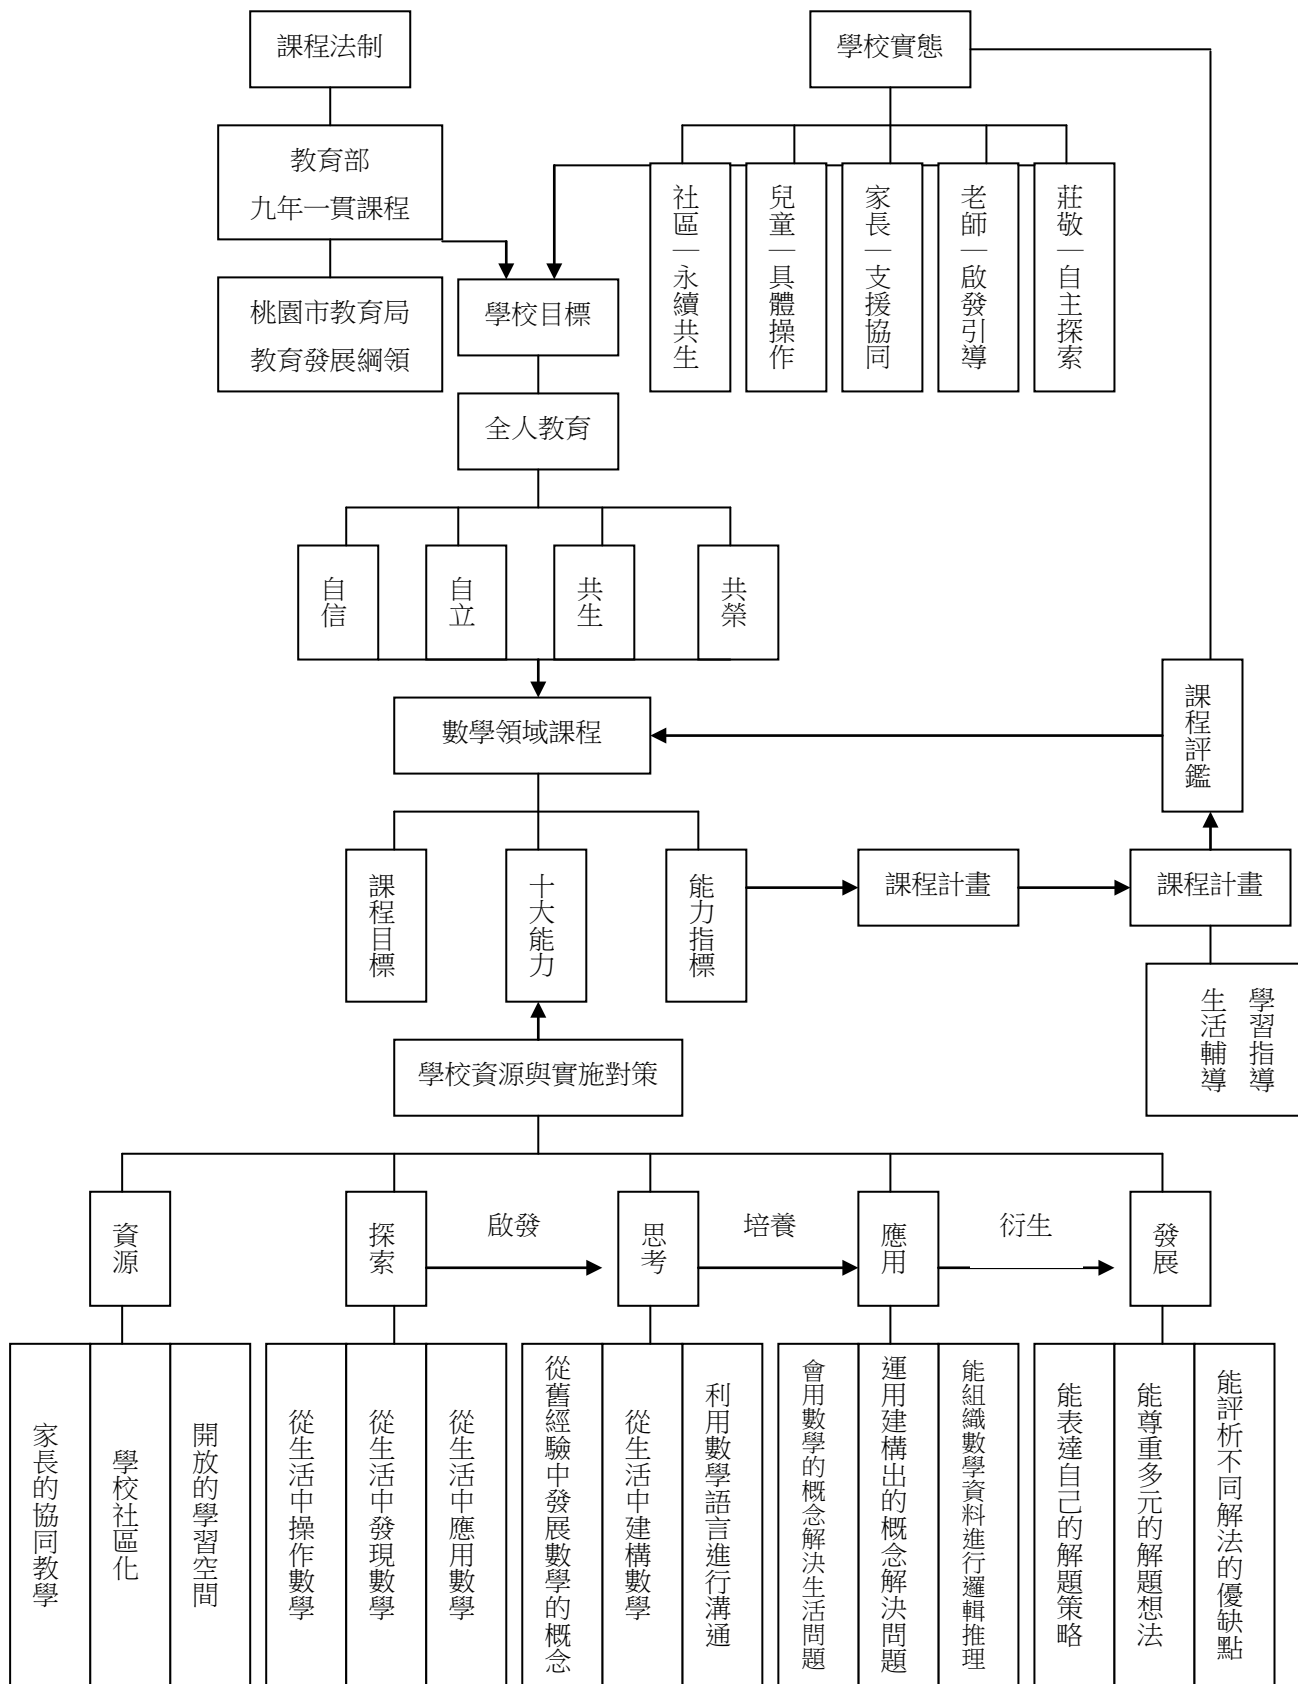 課程法制
學校實態
教育部
九年一貫課程
社區—永續共生
兒童—具體操作
家長—支援協同
老師—啟發引導
莊敬—自主探索
桃園市教育局
教育發展綱領
學校目標
全人教育
自信
自立
共生
共榮
數學領域課程
課程評鑑
課程目標
十大能力
能力指標
課程計畫
課程計畫
學習指導
生活輔導
學校資源與實施對策
資源
探索
啟發
思考
培養
應用
衍生
發展
家長的協同教學
學校社區化
開放的學習空間
從生活中操作數學
從生活中發現數學
從生活中應用數學
從舊經驗中發展數學的概念
從生活中建構數學
利用數學語言進行溝通
會用數學的概念解決生活問題
運用建構出的概念解決問題
能組織數學資料進行邏輯推理
能表達自己的解題策略
能尊重多元的解題想法
能評析不同解法的優缺點